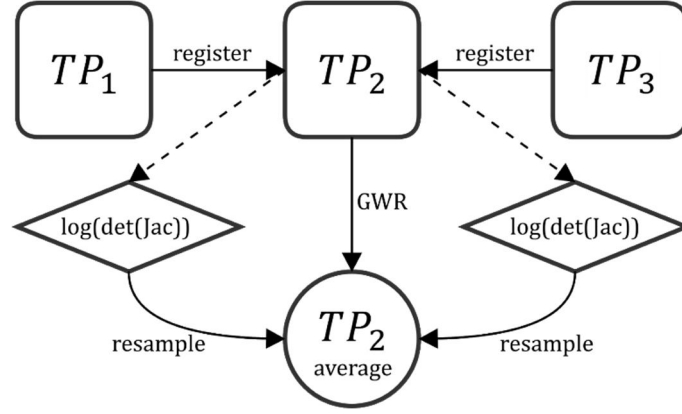 TP₁
register
TP₂
register
TP₃
log(det(Jac))
GWR
log(det(Jac))
resample
TP₂
average
resample